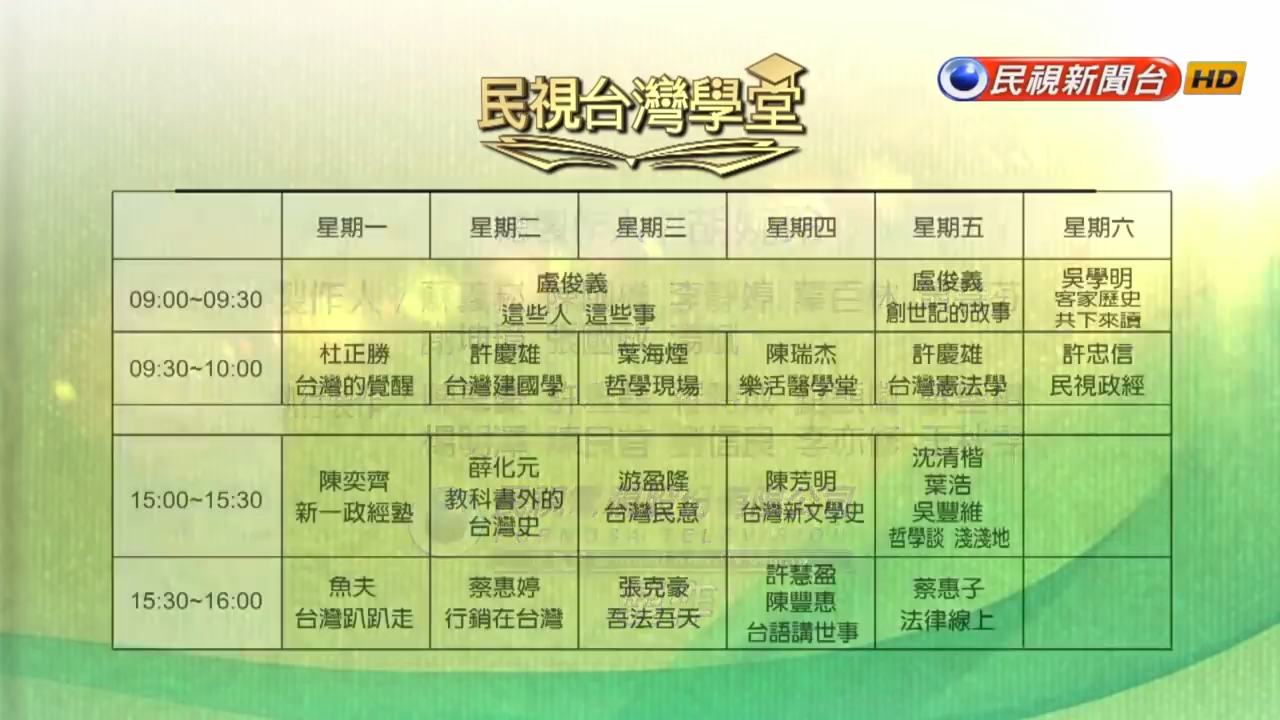 民視新聞台 HD
民視台灣學堂
星期一 星期二 星期三 星期四 星期五 星期六
09:00~09:30
盧俊義
這些人 這些事
盧俊義
創世記的故事
吳學明
客家歷史
共下來讀
09:30~10:00
杜正勝
台灣的覺醒
許慶雄
台灣建國學
葉海煙
哲學現場
陳瑞杰
樂活醫學堂
許慶雄
台灣憲法學
許忠信
民視政經
15:00~15:30
陳奕齊
新一政經塾
薛化元
教科書外的
台灣史
游盈隆
台灣民意
陳芳明
台灣新文學史
沈清楷
葉浩
吳豐維
哲學談 淺淺地
15:30~16:00
魚夫
台灣趴趴走
蔡惠婷
行銷在台灣
張克豪
吾法吾天
許慧盈
陳豐惠
台語講世事
蔡惠子
法律線上
FORMOSA TELEVISION